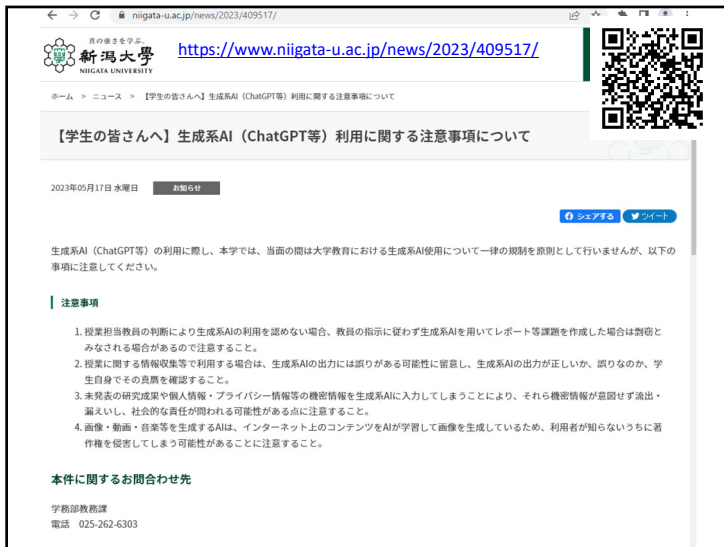 niigata-u.ac.jp/news/2023/409517/
真の強さを学ぶ。
新潟大学
NIIGATA UNIVERSITY
https://www.niigata-u.ac.jp/news/2023/409517/
ホーム > ニュース > 【学生の皆さんへ】生成系AI（ChatGPT等）利用に関する注意事項について
【学生の皆さんへ】生成系AI（ChatGPT等）利用に関する注意事項について
2023年05月17日 水曜日 お知らせ
シェアする ツイート
生成系AI（ChatGPT等）の利用に際し、本学では、当面の間は大学教育における生成系AI使用について一律の規制を原則として行いませんが、以下の
事項に注意してください。
注意事項
1. 授業担当教員の判断により生成系AIの利用を認めない場合、教員の指示に従わず生成系AIを用いてレポート等課題を作成した場合は剽窃と
みなされる場合があるので注意すること。
2. 授業に関する情報収集等で利用する場合は、生成系AIの出力には誤りがある可能性に留意し、生成系AIの出力が正しいか、誤りなのか、学
生自身でその真贋を確認すること。
3. 未発表の研究成果や個人情報・プライバシー情報等の機密情報を生成系AIに入力してしまうことにより、それら機密情報が意図せず流出・
漏えいし、社会的な責任が問われる可能性がある点に注意すること。
4. 画像・動画・音楽等を生成するAIは、インターネット上のコンテンツをAIが学習して画像を生成しているため、利用者が知らないうちに著
作権を侵害してしまう可能性があることに注意すること。
本件に関するお問合わせ先
学務部教務課
電話 025-262-6303